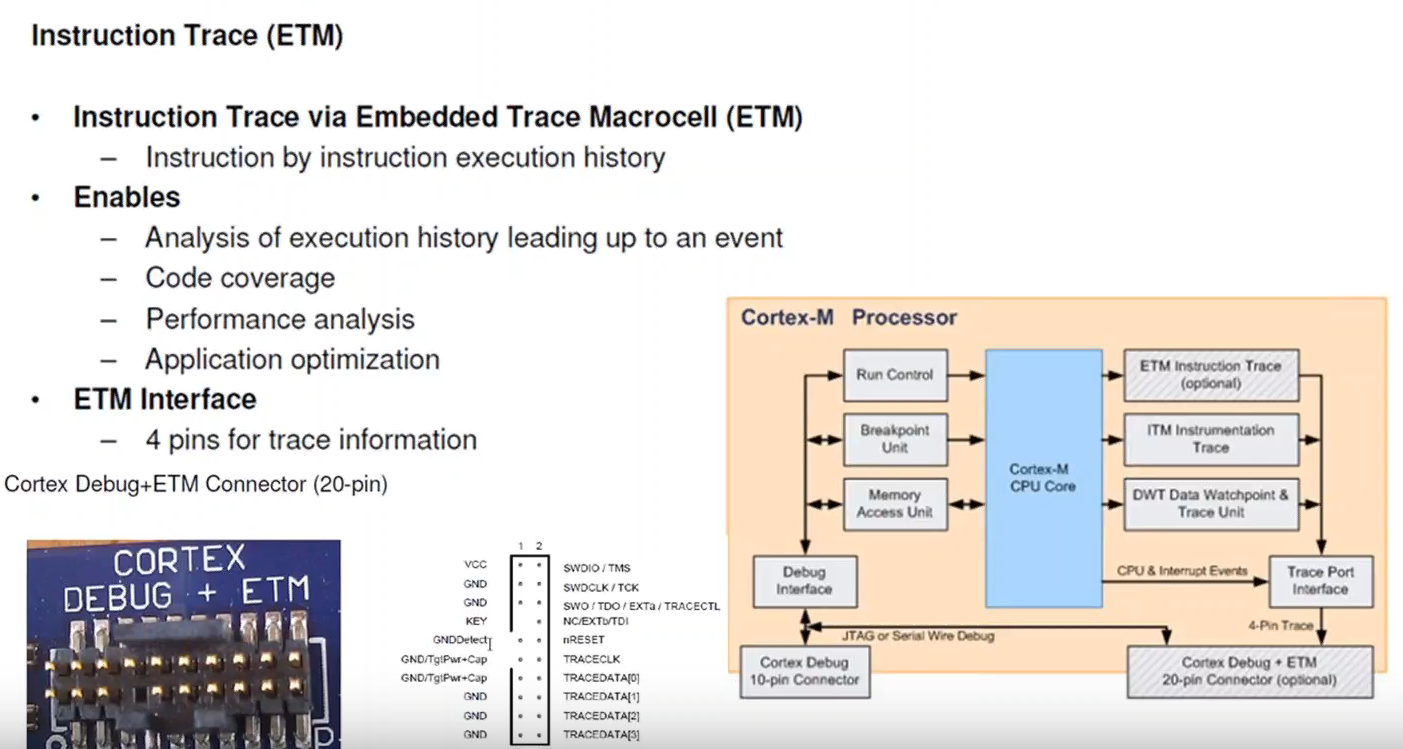 Instruction Trace (ETM)
• Instruction Trace via Embedded Trace Macrocell (ETM)
– Instruction by instruction execution history
• Enables
– Analysis of execution history leading up to an event
– Code coverage
– Performance analysis
– Application optimization
• ETM Interface
– 4 pins for trace information
Cortex Debug+ETM Connector (20-pin)
CORTEX
DEBUG + ETM
1 2
VCC SWDIO / TMS
GND SWDCLK / TCK
GND SWO / TDO / EXTa / TRACECTL
KEY NC/EXTb/TDI
GNDDetect nRESET
GND/TgtPwr+Cap TRACECLK
GND/TgtPwr+Cap TRACEDATA[0]
GND TRACEDATA[1]
GND TRACEDATA[2]
GND TRACEDATA[3]
Cortex-M Processor
Run Control
Breakpoint
Unit
Memory
Access Unit
Cortex-M
CPU Core
ETM Instruction Trace
(optional)
ITM Instrumentation
Trace
DWT Data Watchpoint &
Trace Unit
Debug
Interface
CPU & Interrupt Events
Trace Port
Interface
4-Pin Trace
JTAG or Serial Wire Debug
Cortex Debug
10-pin Connector
Cortex Debug + ETM
20-pin Connector (optional)